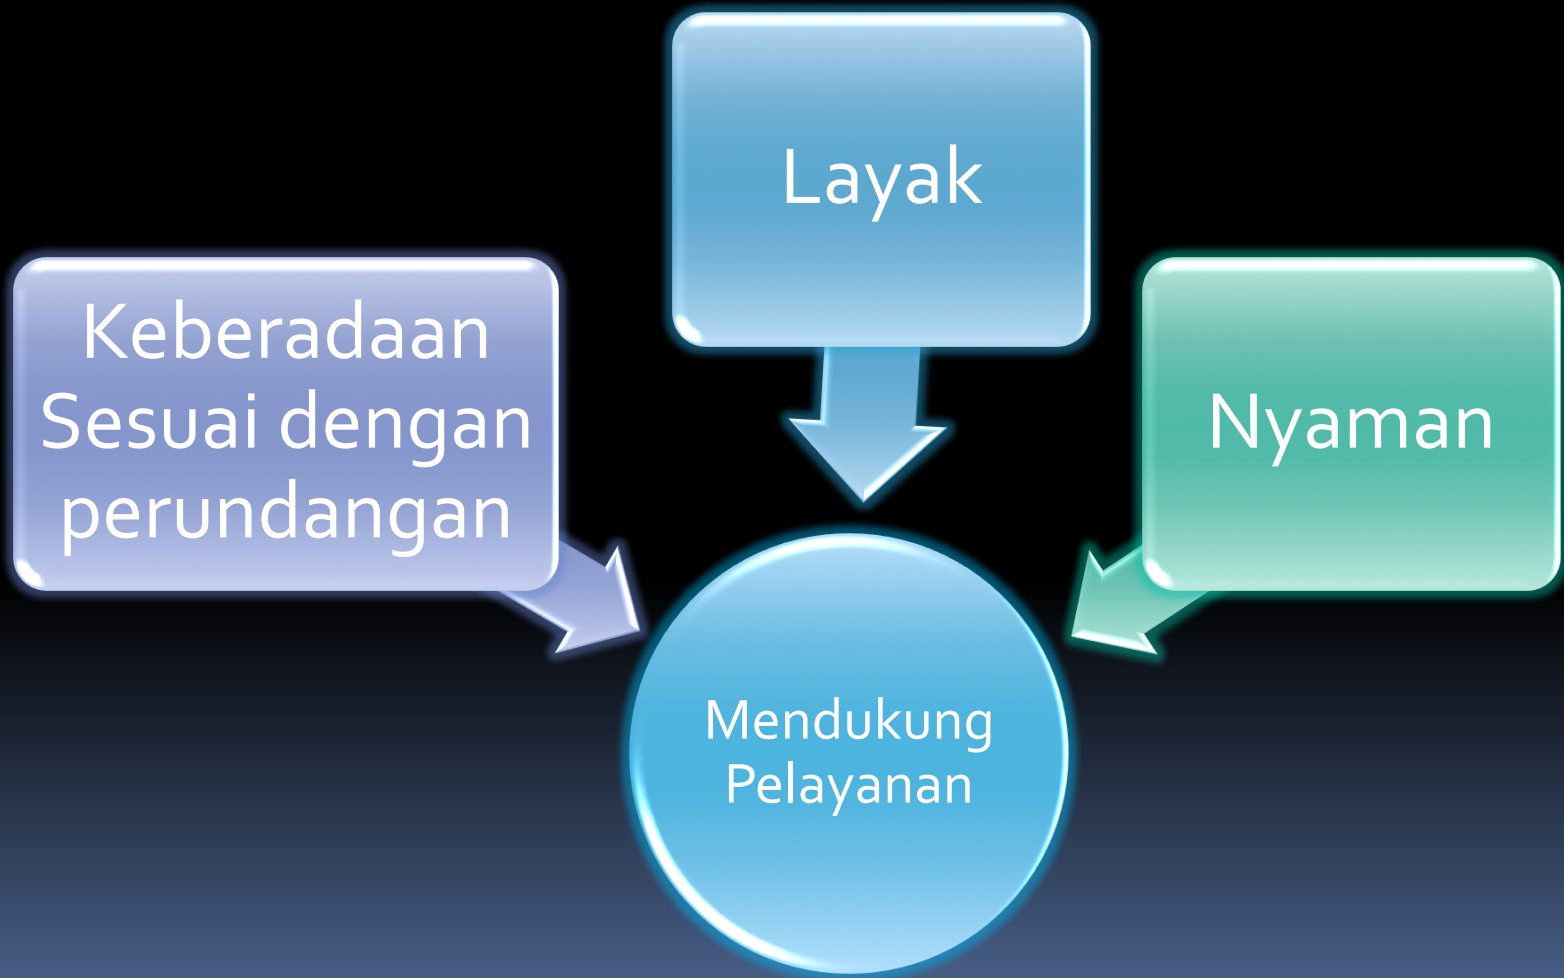 Layak
Keberadaan
Sesuai dengan
perundangan
Nyaman
Mendukung
Pelayanan